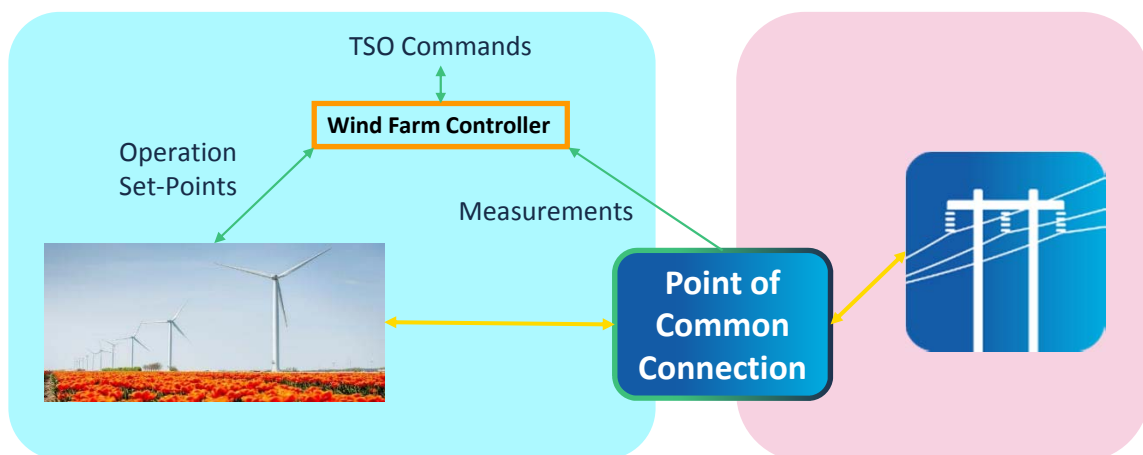 TSO Commands
Wind Farm Controller
Operation
Set-Points
Measurements
Point of
Common
Connection